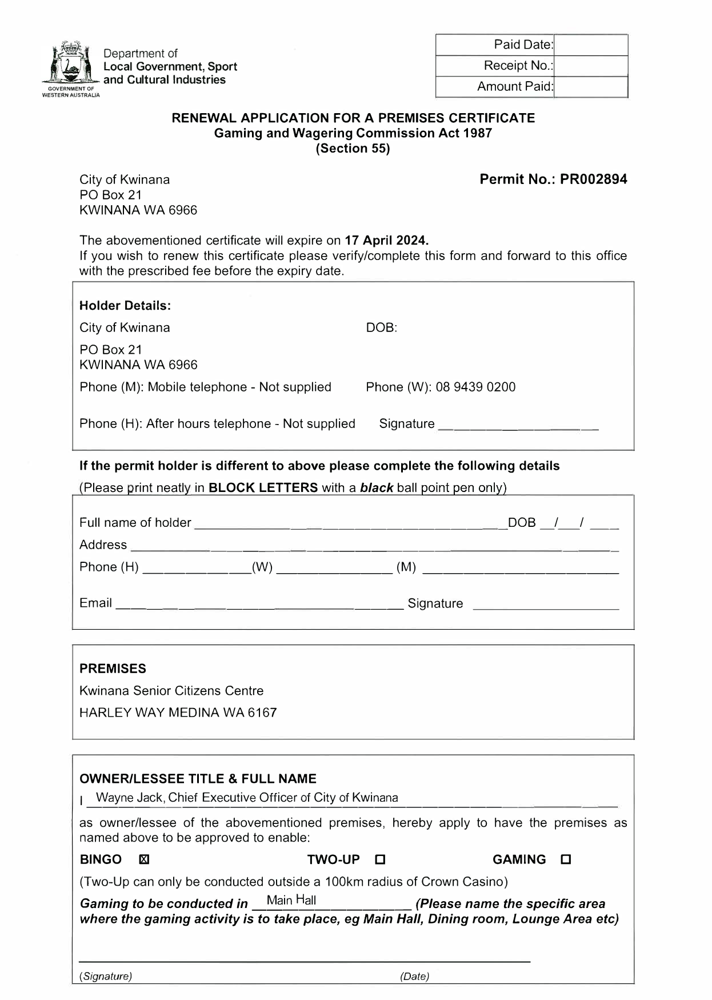 Department of
Local Government, Sport
and Cultural Industries
GOVERNMENT OF
WESTERN AUSTRALIA
Paid Date:
Receipt No.:
Amount Paid:
RENEWAL APPLICATION FOR A PREMISES CERTIFICATE
Gaming and Wagering Commission Act 1987
(Section 55)
City of Kwinana
PO Box 21
KWINANA WA 6966
Permit No.: PR002894
The abovementioned certificate will expire on 17 April 2024.
If you wish to renew this certificate please verify/complete this form and forward to this office
with the prescribed fee before the expiry date.
Holder Details:
City of Kwinana DOB:
PO Box 21
KWINANA WA 6966
Phone (M): Mobile telephone - Not supplied Phone (W): 08 9439 0200
Phone (H): After hours telephone - Not supplied Signature
If the permit holder is different to above please complete the following details
(Please print neatly in BLOCK LETTERS with a black ball point pen only)
Full name of holder DOB / /
Address
Phone (H) (W) (M)
Email Signature
PREMISES
Kwinana Senior Citizens Centre
HARLEY WAY MEDINA WA 6167
OWNER/LESSEE TITLE & FULL NAME
I Wayne Jack, Chief Executive Officer of City of Kwinana
as owner/lessee of the abovementioned premises, hereby apply to have the premises as
named above to be approved to enable:
BINGO ☒ TWO-UP ☐ GAMING ☐
(Two-Up can only be conducted outside a 100km radius of Crown Casino)
Gaming to be conducted in Main Hall (Please name the specific area
where the gaming activity is to take place, eg Main Hall, Dining room, Lounge Area etc)
(Signature) (Date)